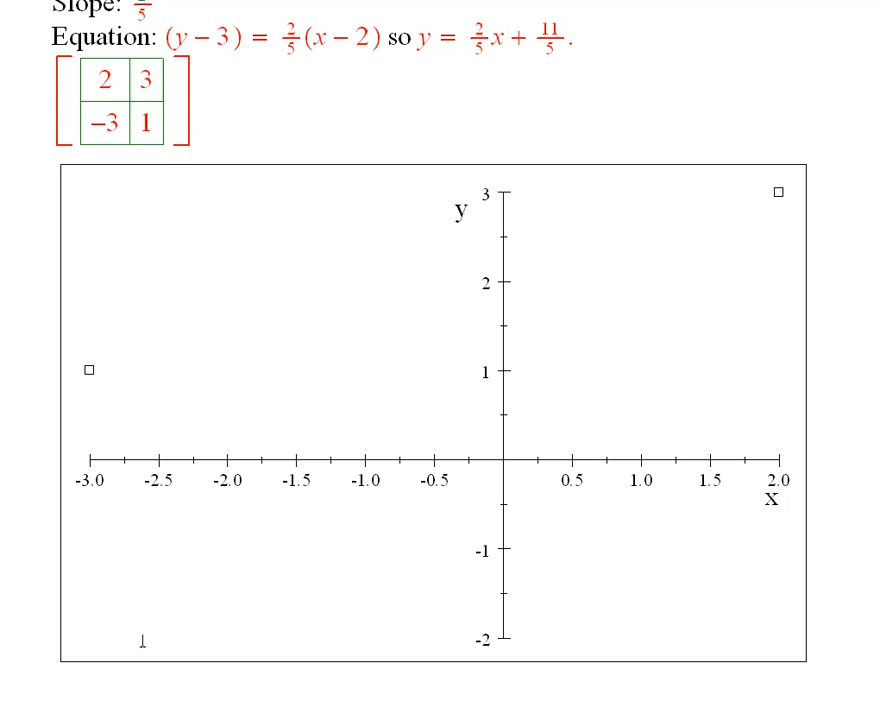 Slope: 2/5
Equation: (y − 3) = 2/5(x − 2) so y = 2/5x + 11/5.
2 3
−3 1
3
y
2
1
-3.0 -2.5 -2.0 -1.5 -1.0 -0.5 0.5 1.0 1.5 2.0
x
-1
-2